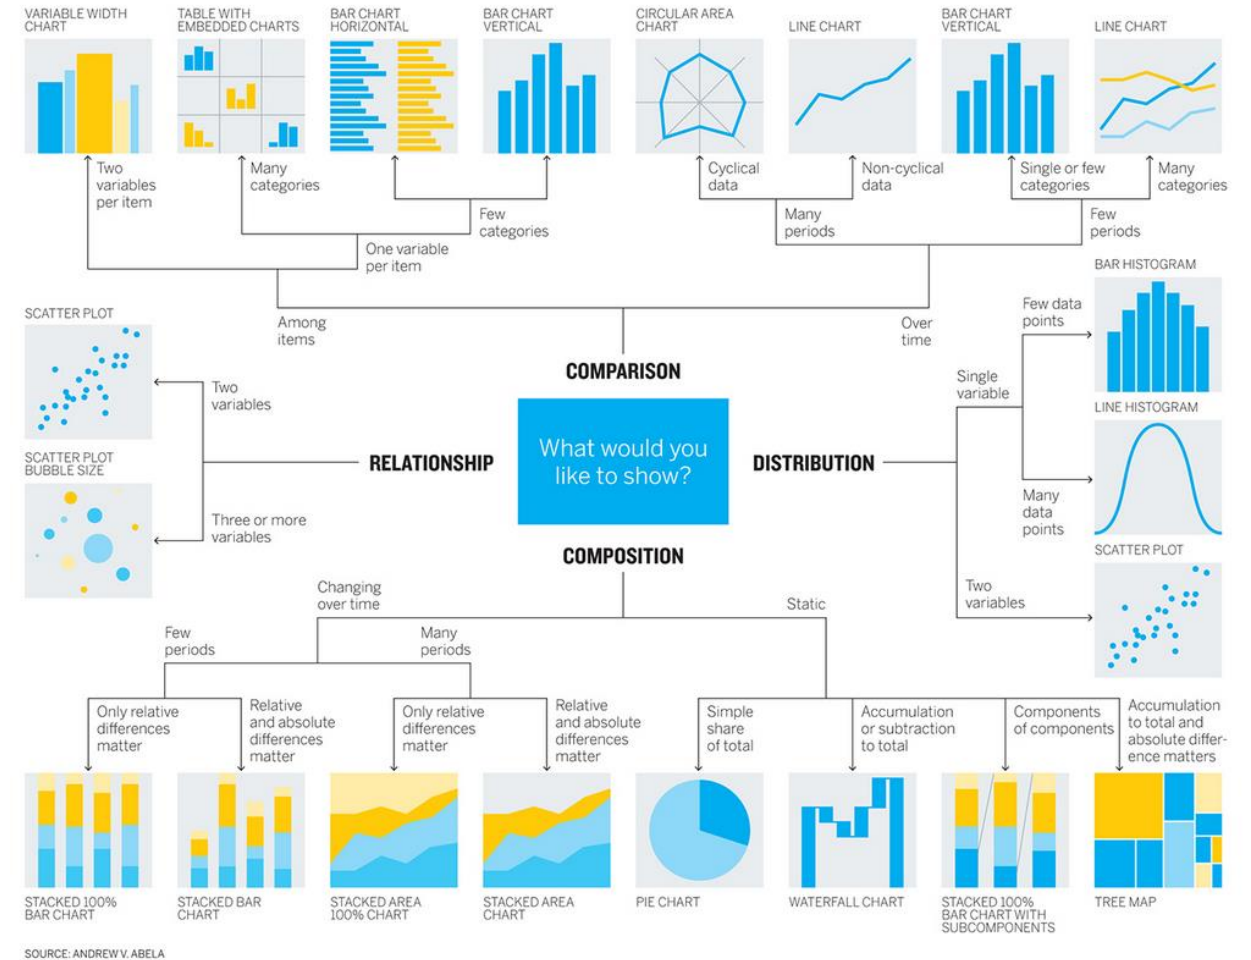 VARIABLE WIDTH
CHART
TABLE WITH
EMBEDDED CHARTS
BAR CHART
HORIZONTAL
BAR CHART
VERTICAL
CIRCULAR AREA
CHART
LINE CHART
BAR CHART
VERTICAL
LINE CHART
Two
variables
per item
Many
categories
Few
categories
One variable
per item
Cyclical
data
Non-cyclical
data
Many
periods
Single or few
categories
Many
categories
Few
periods
Among
items
Over
time
COMPARISON
SCATTER PLOT
Two
variables
SCATTER PLOT
BUBBLE SIZE
Three or more
variables
RELATIONSHIP
What would you
like to show?
DISTRIBUTION
Single
variable
Few data
points
BAR HISTOGRAM
LINE HISTOGRAM
Many
data
points
SCATTER PLOT
Two
variables
COMPOSITION
Changing
over time
Static
Few
periods
Many
periods
Only relative
differences
matter
Relative
and absolute
differences
matter
Only relative
differences
matter
Relative
and absolute
differences
matter
Simple
share
of total
Accumulation
or subtraction
to total
Components
of components
Accumulation
to total and
absolute differ-
ence matters
STACKED 100%
BAR CHART
STACKED BAR
CHART
STACKED AREA
100% CHART
STACKED AREA
CHART
PIE CHART
WATERFALL CHART
STACKED 100%
BAR CHART WITH
SUBCOMPONENTS
TREE MAP
SOURCE: ANDREW V. ABELA